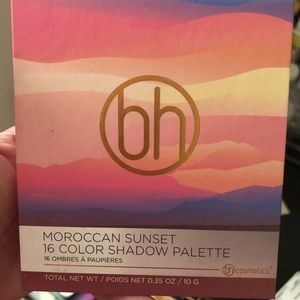 bh
MOROCCAN SUNSET
16 COLOR SHADOW PALETTE
16 OMBRES À PAUPIÈRES
bh cosmetics®
TOTAL NET WT / POIDS NET 0.35 OZ / 10 G